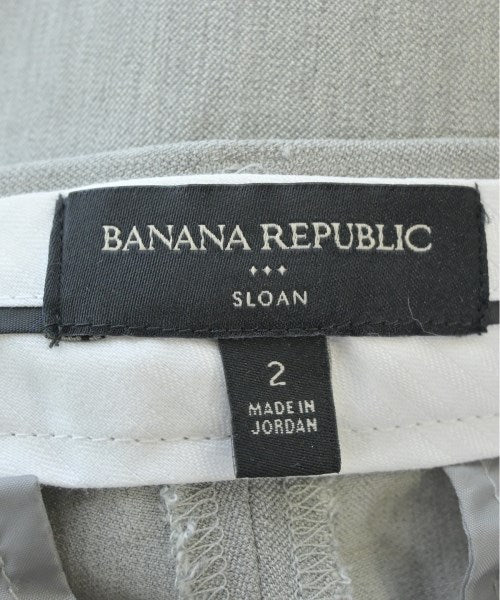 BANANA REPUBLIC
SLOAN
2
MADE IN
JORDAN